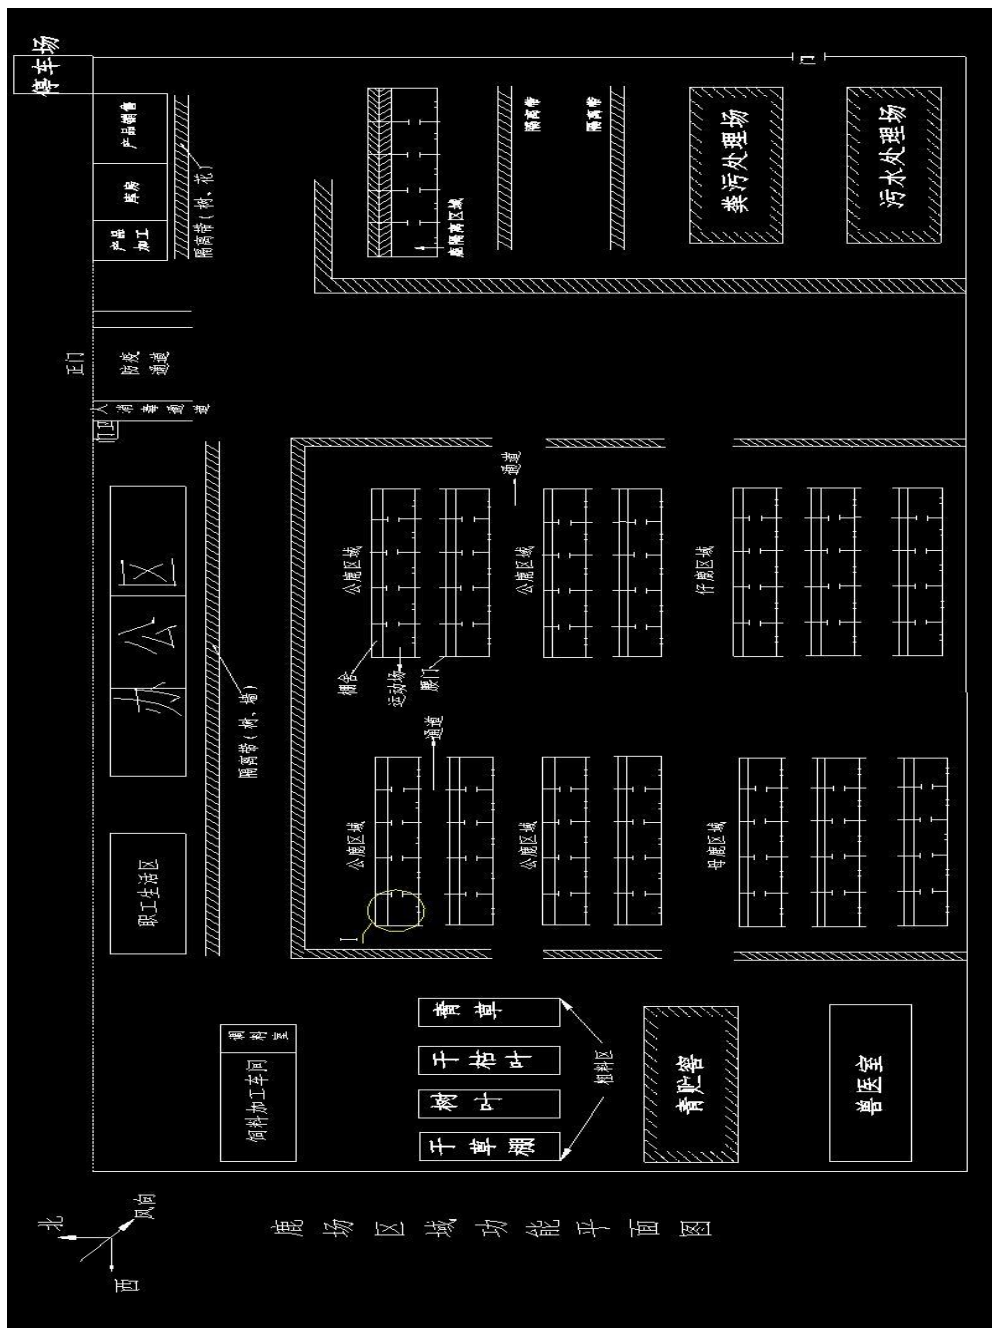 停车场
产品销售
库房
产品
加工
隔离带(树、花)
鹿隔离区域
隔离带
隔离带
门
粪污处理场
污水处理场
正门
防疫
通道
人消毒通道
门卫
办公区
隔离带(树、墙)
职工生活区
公鹿区域
棚舍
运动场
腰门
通道
公鹿区域
仔鹿区域
公鹿区域
通道
公鹿区域
母鹿区域
I
调料室
饲料加工车间
青草
干枯叶
树叶
干草棚
粗料区
青贮窖
兽医室
北
风向
西
鹿场区域功能平面图